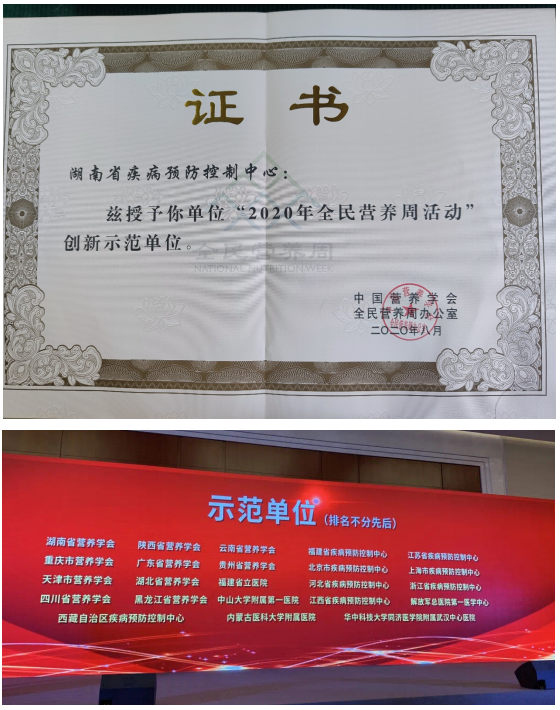 证书
湖南省疾病预防控制中心：
兹授予你单位“2020年全民营养周活动”
创新示范单位。
全民营养周
NATIONAL NUTRITION WEEK
中国营养学会
全民营养周办公室
二〇二〇年八月
示范单位（排名不分先后）
湖南省营养学会 陕西省营养学会 云南省营养学会 福建省疾病预防控制中心 江苏省疾病预防控制中心
重庆市营养学会 广东省营养学会 贵州省营养学会 北京市疾病预防控制中心 上海市疾病预防控制中心
天津市营养学会 湖北省营养学会 福建省立医院 河北省疾病预防控制中心 浙江省疾病预防控制中心
四川省营养学会 黑龙江省营养学会 中山大学附属第一医院 江西省疾病预防控制中心 解放军总医院第一医学中心
西藏自治区疾病预防控制中心 内蒙古医科大学附属医院 华中科技大学同济医学院附属武汉中心医院